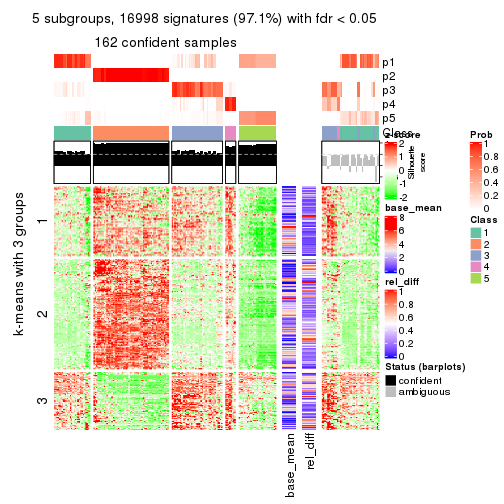 5 subgroups, 16998 signatures (97.1%) with fdr < 0.05
162 confident samples
p1
p2
p3
p4
p5
Class
Silhouette
score
k-means with 3 groups
1
2
3
base_mean
rel_diff
z-score
2
1
0
-1
-2
base_mean
8
6
4
2
0
rel_diff
1
0.8
0.6
0.4
0.2
0
Status (barplots)
confident
ambiguous
Prob
1
0.8
0.6
0.4
0.2
0
Class
1
2
3
4
5